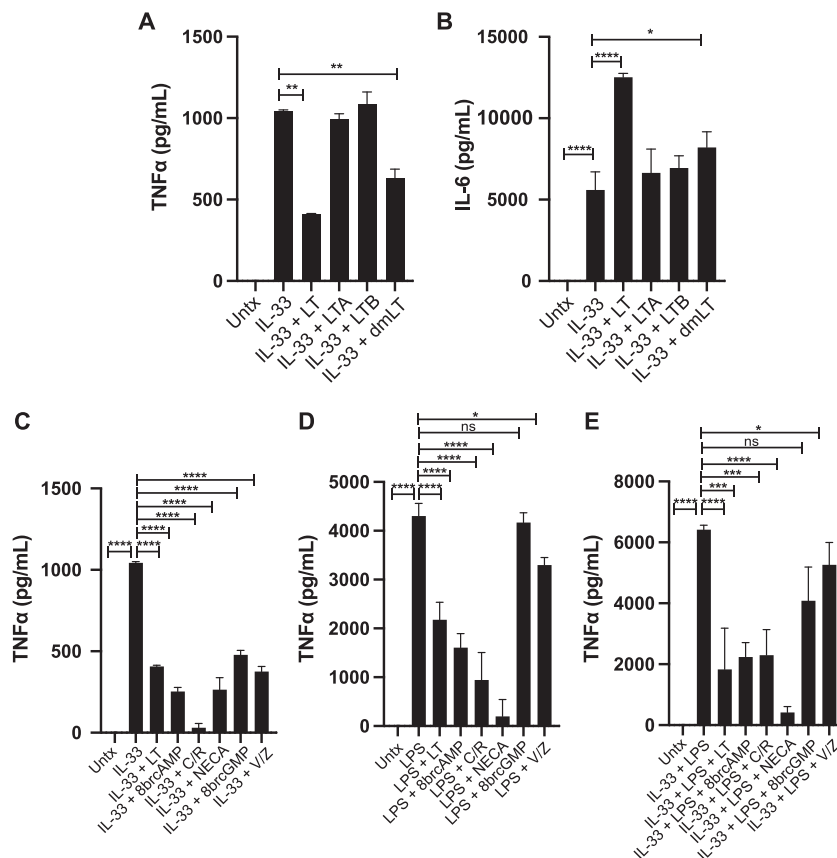 A
TNFα (pg/mL)
1500
1000
500
0
**
**
Untx
IL-33
IL-33 + LT
IL-33 + LTA
IL-33 + LTB
IL-33 + dmLT
B
IL-6 (pg/mL)
15000
10000
5000
0
*
****
****
Untx
IL-33
IL-33 + LT
IL-33 + LTA
IL-33 + LTB
IL-33 + dmLT
C
TNFα (pg/mL)
1500
1000
500
0
****
****
****
****
****
**** ****
Untx
IL-33
IL-33 + LT
IL-33 + 8brcAMP
IL-33 + C/R
IL-33 + NECA
IL-33 + 8brcGMP
IL-33 + V/Z
D
TNFα (pg/mL)
5000
4000
3000
2000
1000
0
*
ns
****
****
****
**** ****
Untx
LPS
LPS + LT
LPS + 8brcAMP
LPS + C/R
LPS + NECA
LPS + 8brcGMP
LPS + V/Z
E
TNFα (pg/mL)
8000
6000
4000
2000
0
*
ns
****
***
***
**** ****
Untx
IL-33 + LPS
IL-33 + LPS + LT
IL-33 + LPS + 8brcAMP
IL-33 + LPS + C/R
IL-33 + LPS + NECA
IL-33 + LPS + 8brcGMP
IL-33 + LPS + V/Z